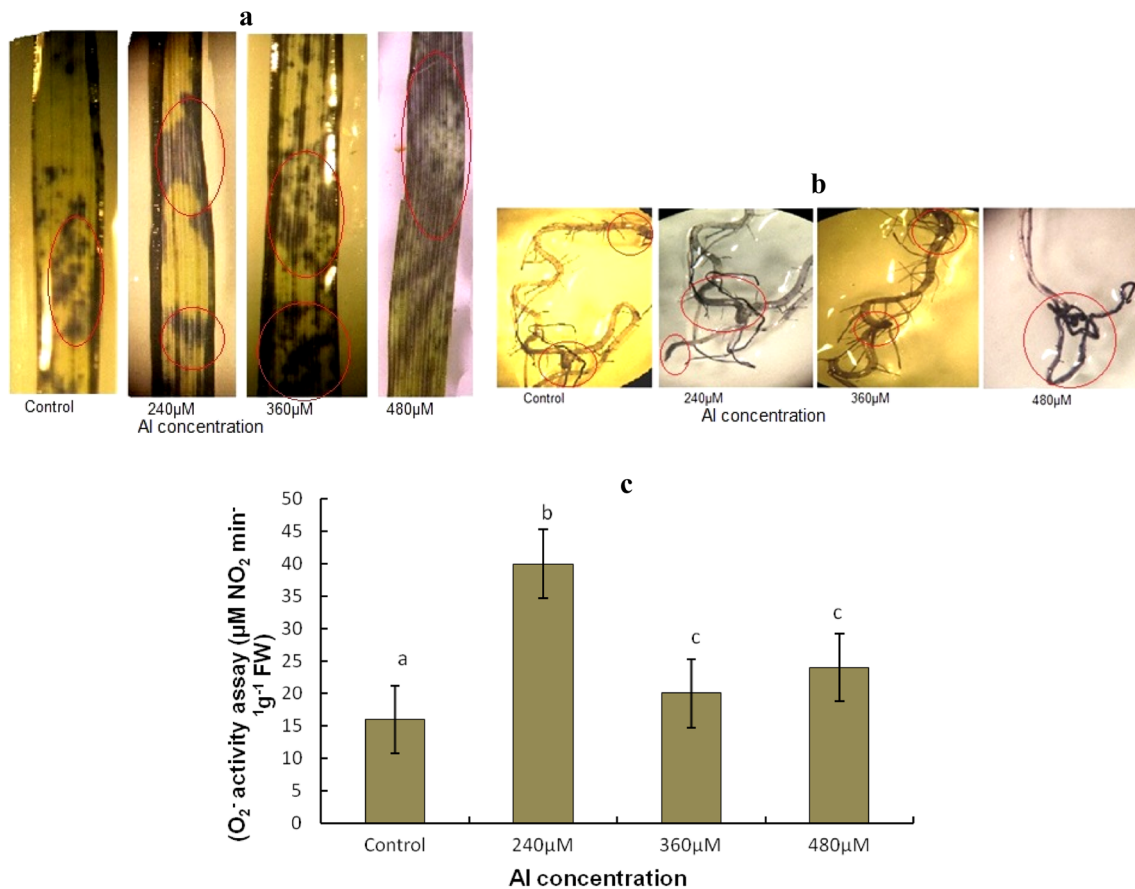 a
Control
240µM
360µM
480µM
Al concentration
b
Control
240µM
360µM
480µM
Al concentration
c
(O₂⁻ activity assay (µM NO₂ min⁻
¹g⁻¹ FW)
50
45
40
35
30
25
20
15
10
5
0
a
b
c
c
Control
240µM
360µM
480µM
Al concentration